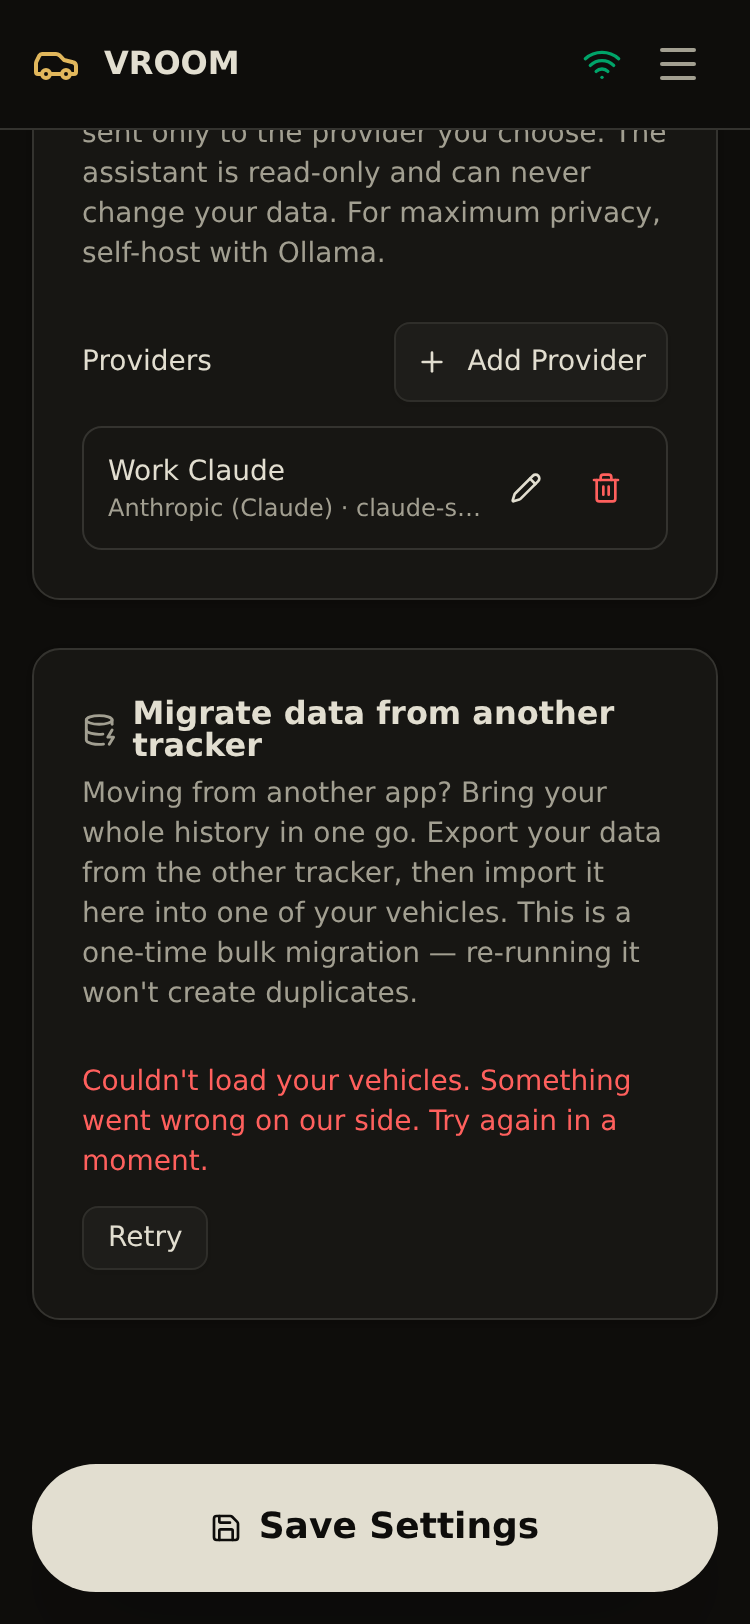 VROOM
sent only to the provider you choose. The
assistant is read-only and can never
change your data. For maximum privacy,
self-host with Ollama.
Providers
Add Provider
Work Claude
Anthropic (Claude) · claude-s...
Migrate data from another
tracker
Moving from another app? Bring your
whole history in one go. Export your data
from the other tracker, then import it
here into one of your vehicles. This is a
one-time bulk migration — re-running it
won't create duplicates.
Couldn't load your vehicles. Something
went wrong on our side. Try again in a
moment.
Retry
Save Settings